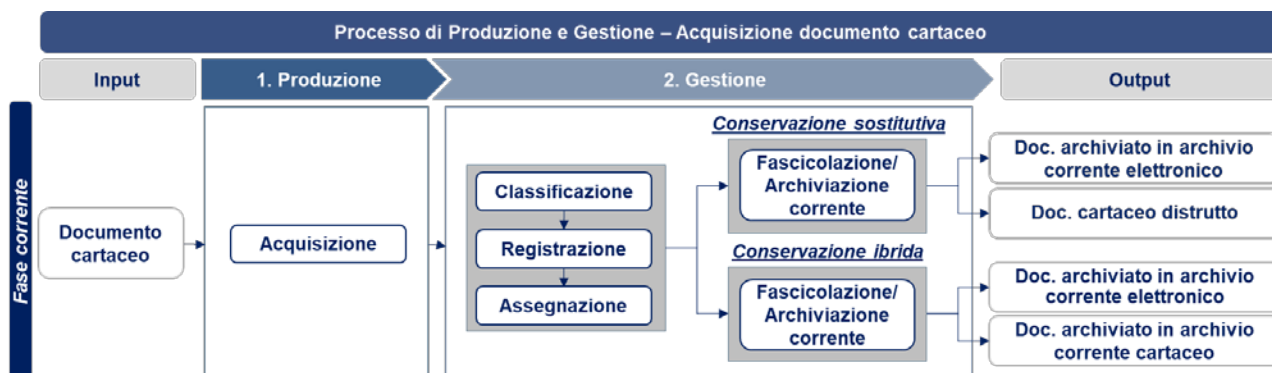 Processo di Produzione e Gestione – Acquisizione documento cartaceo
Input
1. Produzione
2. Gestione
Output
Fase corrente
Documento
cartaceo
Acquisizione
Classificazione
Registrazione
Assegnazione
Conservazione sostitutiva
Fascicolazione/
Archiviazione
corrente
Conservazione ibrida
Fascicolazione/
Archiviazione
corrente
Doc. archiviato in archivio
corrente elettronico
Doc. cartaceo distrutto
Doc. archiviato in archivio
corrente elettronico
Doc. archiviato in archivio
corrente cartaceo